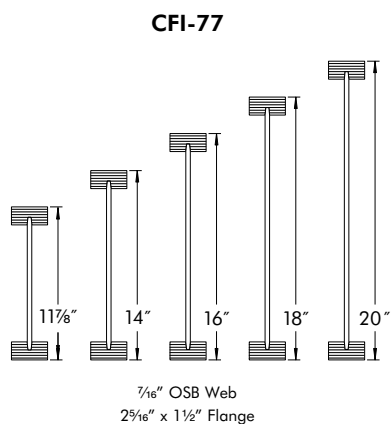 CFI-77
11⅞″
14″
16″
18″
20″
⁷⁄₁₆″ OSB Web
2⁵⁄₁₆″ x 1½″ Flange